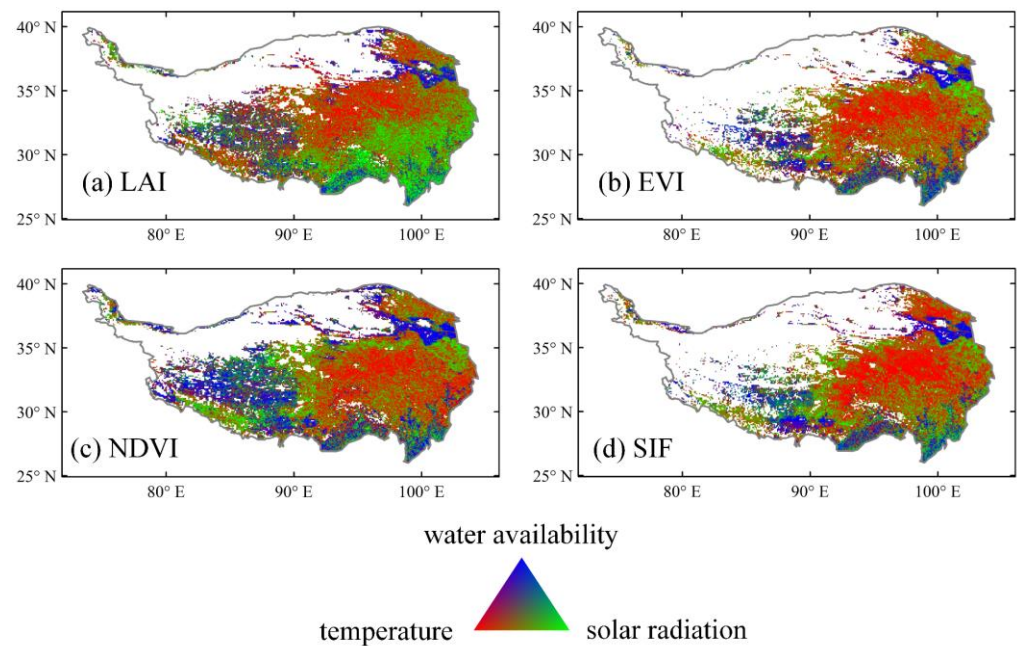 40° N
35° N
30° N
25° N
(a) LAI
80° E
90° E
100° E
40° N
35° N
30° N
25° N
(b) EVI
80° E
90° E
100° E
40° N
35° N
30° N
25° N
(c) NDVI
80° E
90° E
100° E
40° N
35° N
30° N
25° N
(d) SIF
80° E
90° E
100° E
water availability
temperature
solar radiation